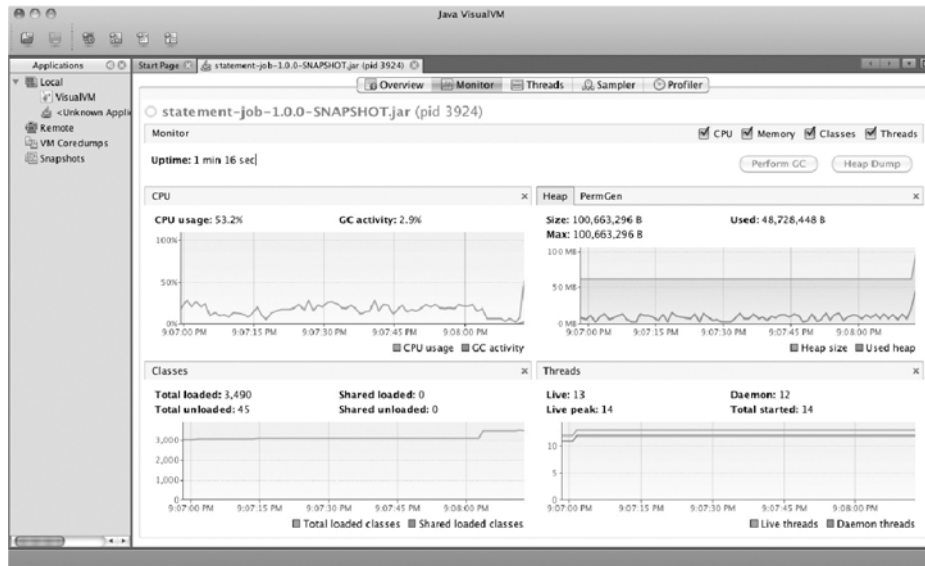 Java VisualVM
Applications
Start Page
statement-job-1.0.0-SNAPSHOT.jar (pid 3924)
Local
VisualVM
<Unknown Appli
Remote
VM Coredumps
Snapshots
Overview Monitor Threads Sampler Profiler
statement-job-1.0.0-SNAPSHOT.jar (pid 3924)
Monitor
CPU Memory Classes Threads
Uptime: 1 min 16 sec
Perform GC Heap Dump
CPU
CPU usage: 53.2% GC activity: 2.9%
100%
50%
0%
9:07:00 PM 9:07:15 PM 9:07:30 PM 9:07:45 PM 9:08:00 PM
CPU usage GC activity
Heap PermGen
Size: 100,663,296 B Used: 48,728,448 B
Max: 100,663,296 B
100 MB
50 MB
0 MB
9:07:00 PM 9:07:15 PM 9:07:30 PM 9:07:45 PM 9:08:00 PM
Heap size Used heap
Classes
Total loaded: 3,490 Shared loaded: 0
Total unloaded: 45 Shared unloaded: 0
3,000
2,000
1,000
0
9:07:00 PM 9:07:15 PM 9:07:30 PM 9:07:45 PM 9:08:00 PM
Total loaded classes Shared loaded classes
Threads
Live: 13 Daemon: 12
Live peak: 14 Total started: 14
10
5
0
9:07:00 PM 9:07:15 PM 9:07:30 PM 9:07:45 PM 9:08:00 PM
Live threads Daemon threads